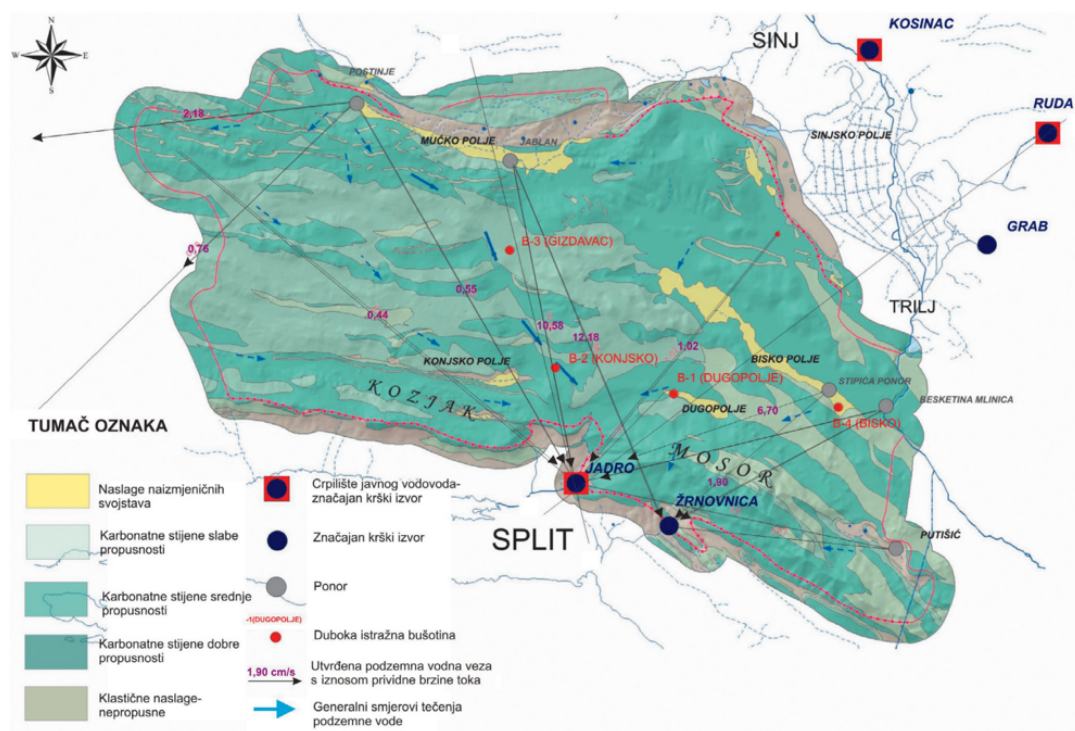 N
W
E
S
KOSINAC
SINJ
RUDA
POSTINJE
2,18
SINJSKO POLJE
MUĆKO POLJE
JABLAN
GRAB
B-3 (GIZDAVAC)
0,76
0,55
TRILJ
0,44
10,58
12,18
1,02
KONJSKO POLJE
B-2 (KONJSKO)
BISKO POLJE
B-1 (DUGOPOLJE)
STIPIĆA PONOR
KOZJAK
BESKETINA MLINICA
DUGOPOLJE
6,70
B-4 (BISKO)
MOSOR
JADRO
1,90
ŽRNOVNICA
SPLIT
PUTIŠIĆ
TUMAČ OZNAKA
Naslage naizmjeničnih
svojstava
Karbonatne stijene slabe
propusnosti
Karbonatne stijene srednje
propusnosti
Karbonatne stijene dobre
propusnosti
Klastične naslage-
nepropusne
Crpilište javnog vodovoda-
značajan krški izvor
Značajan krški izvor
Ponor
-1(DUGOPOLJE)
Duboka istražna bušotina
1,90 cm/s
Utvrđena podzemna vodna veza
s iznosom prividne brzine toka
Generalni smjerovi tečenja
podzemne vode